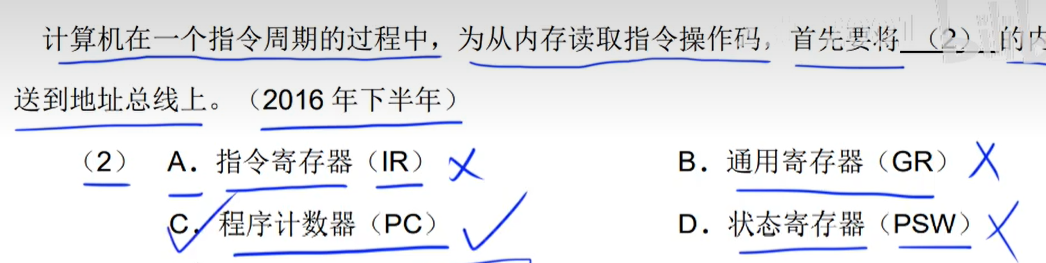 计算机在一个指令周期的过程中，为从内存读取指令操作码，首先要将 （2） 的内
送到地址总线上。（2016 年下半年）
（2） A．指令寄存器（IR） B．通用寄存器（GR）
C．程序计数器（PC） D．状态寄存器（PSW）